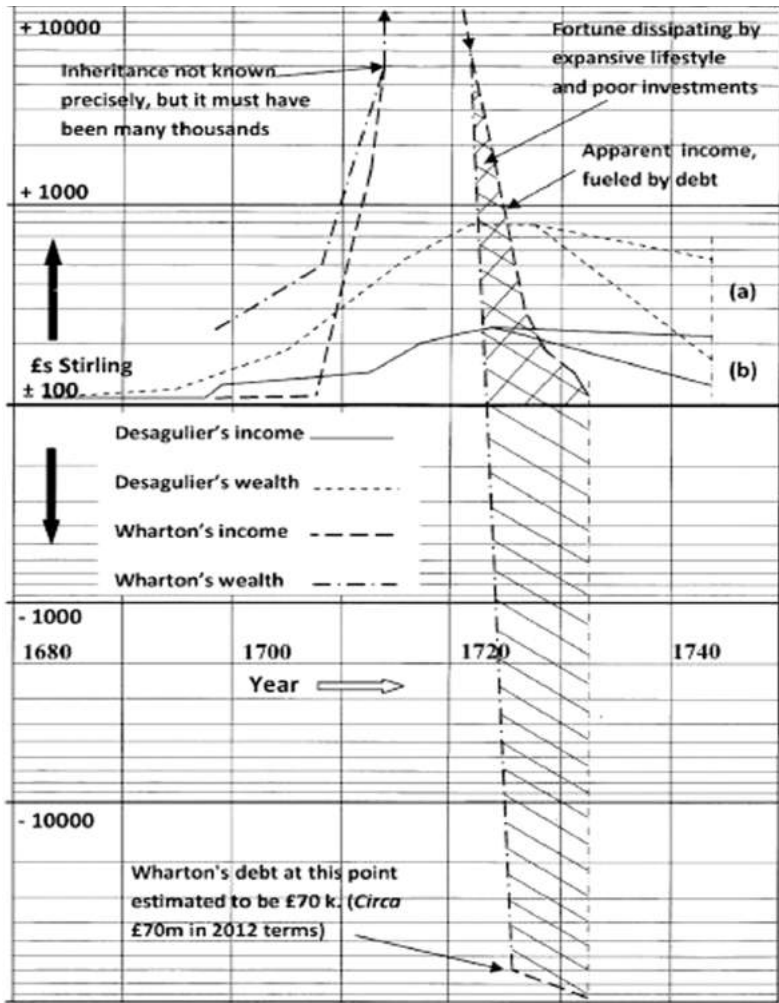 + 10000
Inheritance not known
precisely, but it must have
been many thousands
Fortune dissipating by
expansive lifestyle
and poor investments
Apparent income,
fueled by debt
+ 1000
(a)
£s Stirling
(b)
± 100
Desagulier's income
Desagulier's wealth
Wharton's income
Wharton's wealth
- 1000
1680 1700 1720 1740
Year
- 10000
Wharton's debt at this point
estimated to be £70 k. (Circa
£70m in 2012 terms)